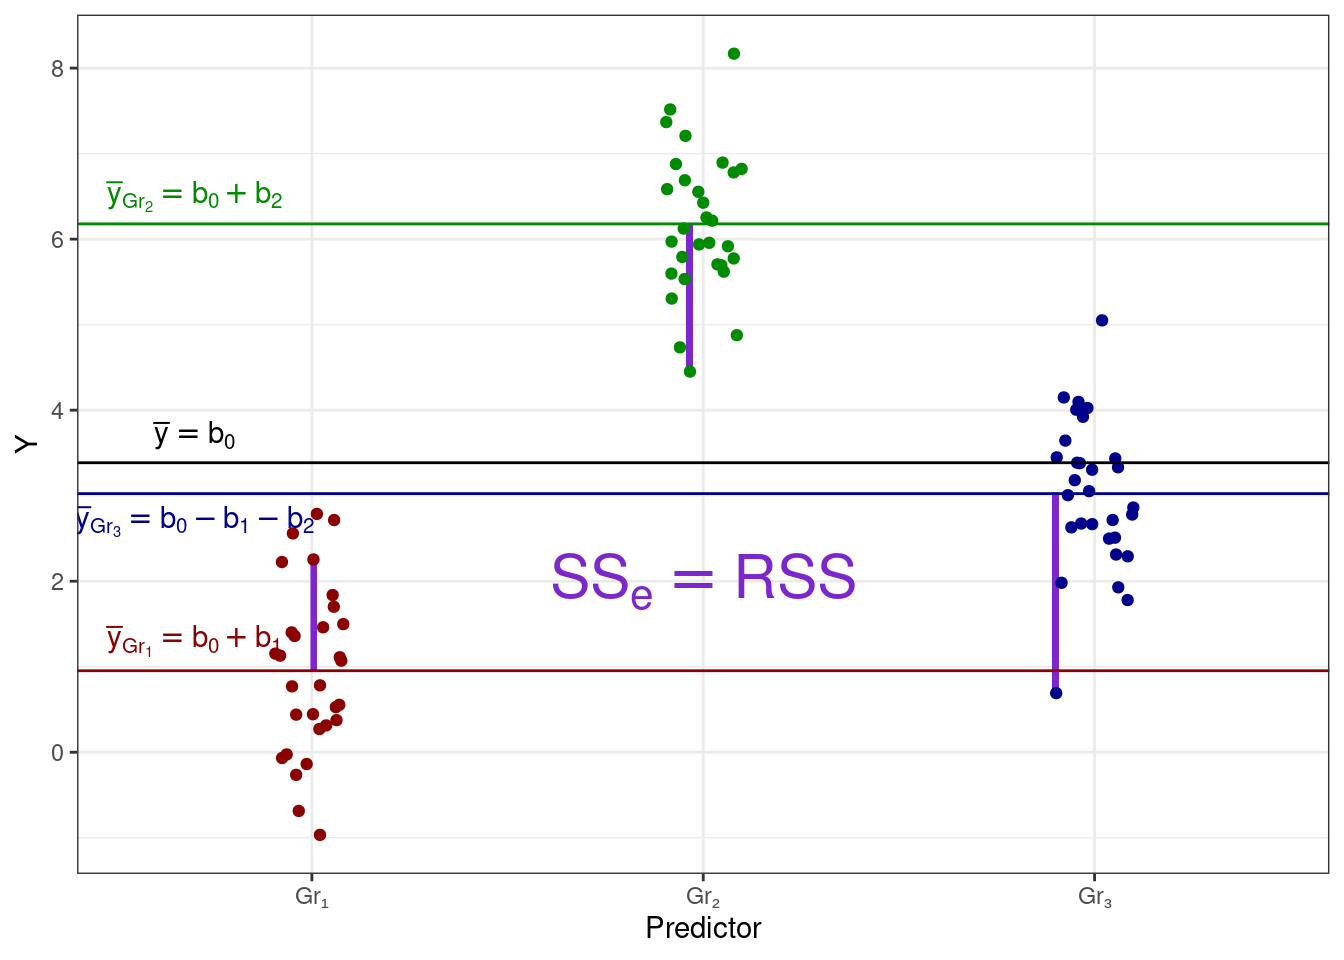 8
ȳGr₂ = b₀ + b₂
6
4
ȳ = b₀
ȳGr₃ = b₀ − b₁ − b₂
SSₑ = RSS
2
ȳGr₁ = b₀ + b₁
0
Y
Gr₁ Gr₂ Gr₃
Predictor